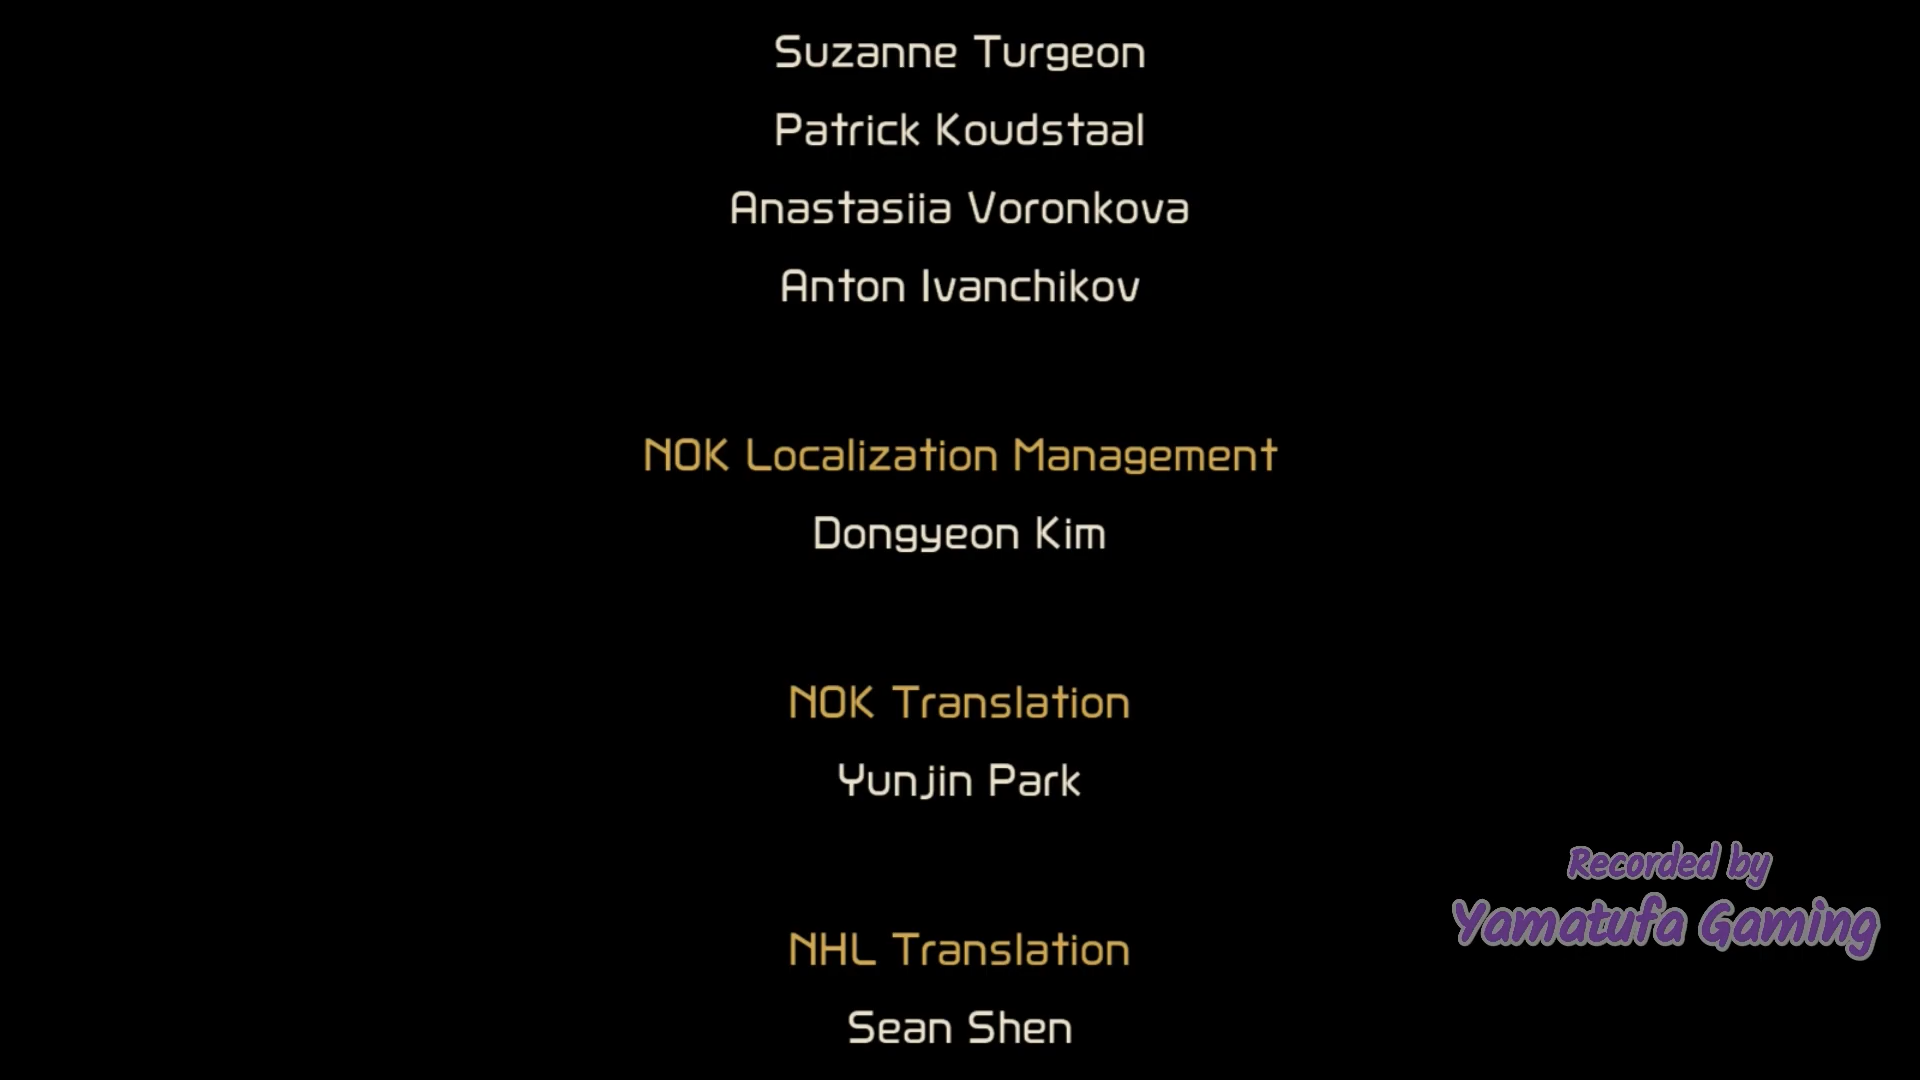 Suzanne Turgeon
Patrick Koudstaal
Anastasiia Voronkova
Anton Ivanchikov
NOK Localization Management
Dongyeon Kim
NOK Translation
Yunjin Park
NHL Translation
Sean Shen
Recorded by
Yamatufa Gaming